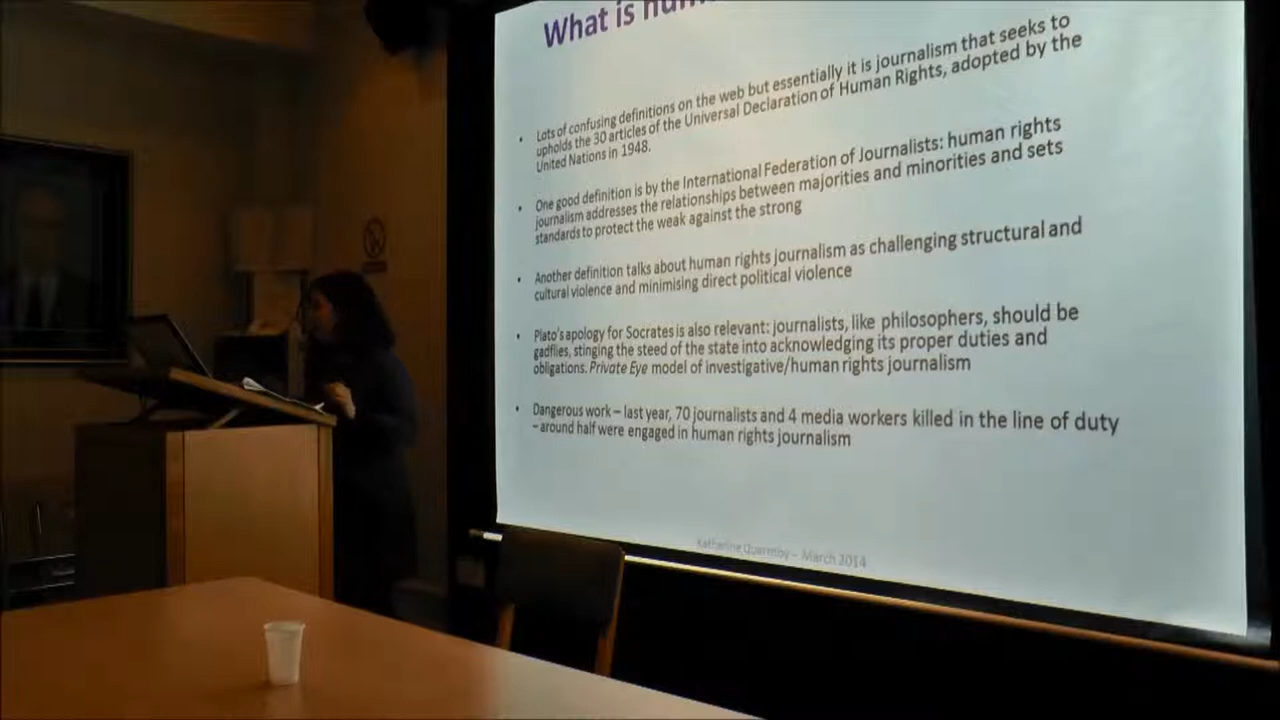 What is
• Lots of confusing definitions on the web but essentially it is journalism that seeks to
upholds the 30 articles of the Universal Declaration of Human Rights, adopted by the
United Nations in 1948.
• One good definition is by the International Federation of Journalists: human rights
journalism addresses the relationships between majorities and minorities and sets
standards to protect the weak against the strong
• Another definition talks about human rights journalism as challenging structural and
cultural violence and minimising direct political violence
• Plato's apology for Socrates is also relevant: journalists, like philosophers, should be
gadflies, stinging the steed of the state into acknowledging its proper duties and
obligations. Private Eye model of investigative/human rights journalism
• Dangerous work – last year, 70 journalists and 4 media workers killed in the line of duty
– around half were engaged in human rights journalism
Katharine Quarmby – March 2014